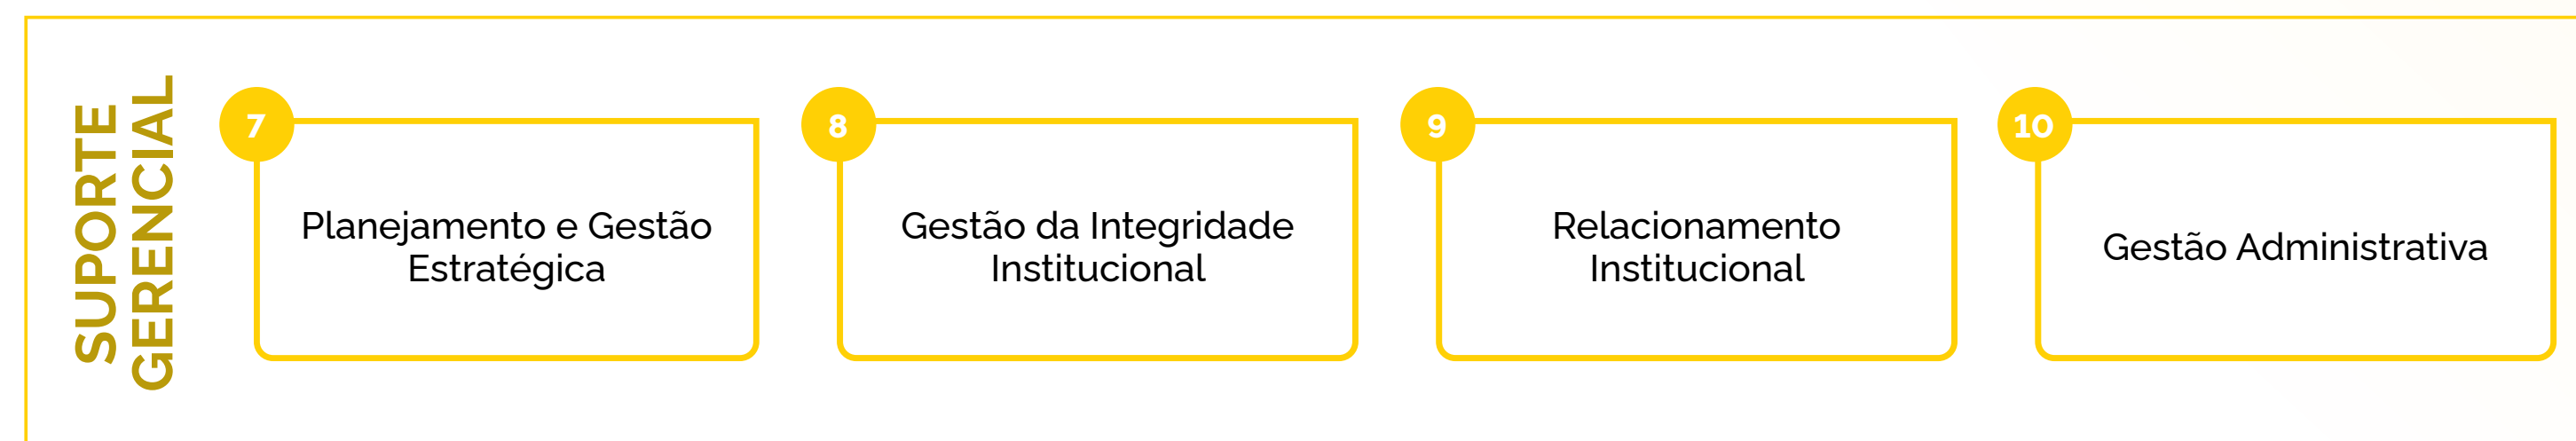 SUPORTE
GERENCIAL
7
Planejamento e Gestão
Estratégica
8
Gestão da Integridade
Institucional
9
Relacionamento
Institucional
10
Gestão Administrativa